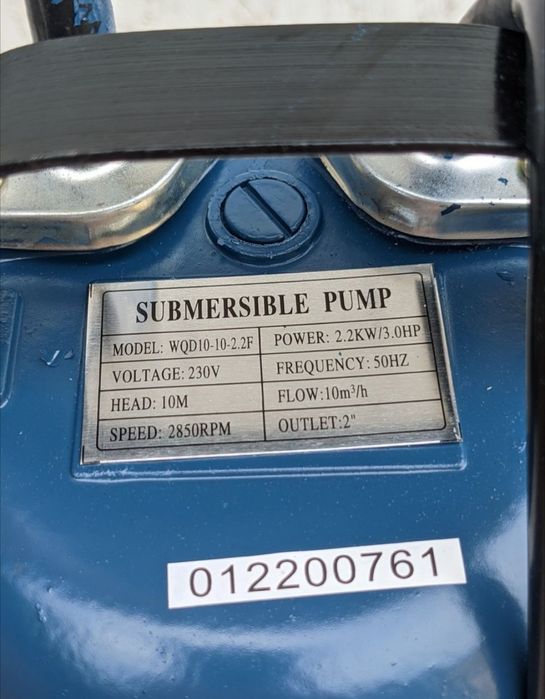 SUBMERSIBLE PUMP
MODEL: WQD10-10-2.2F POWER: 2.2KW/3.0HP
VOLTAGE: 230V FREQUENCY: 50HZ
HEAD: 10M FLOW: 10m³/h
SPEED: 2850RPM OUTLET:2"
012200761